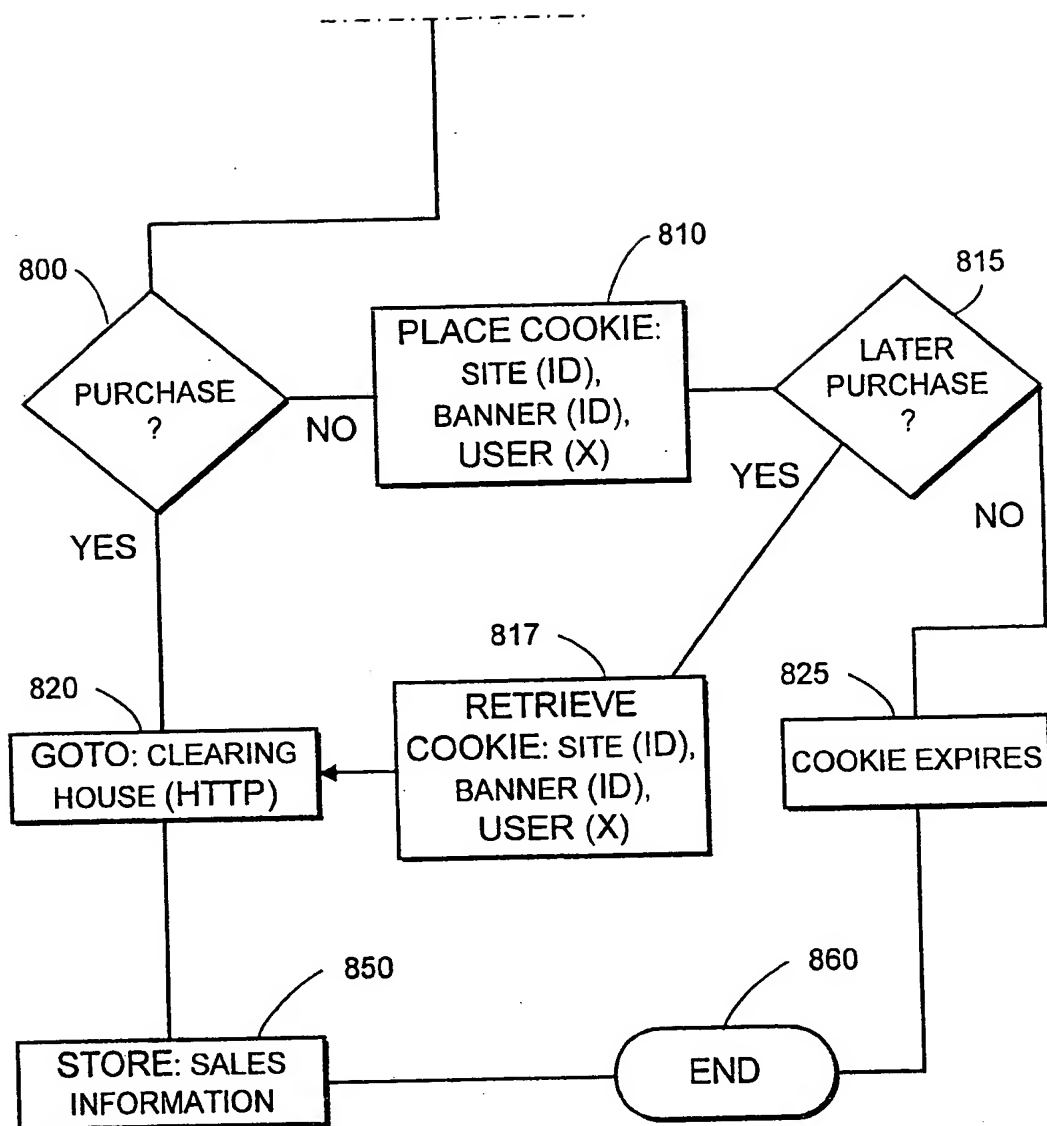 800
PURCHASE
?
NO
YES
810
PLACE COOKIE:
SITE (ID),
BANNER (ID),
USER (X)
815
LATER
PURCHASE
?
YES
NO
817
RETRIEVE
COOKIE: SITE (ID),
BANNER (ID),
USER (X)
820
GOTO: CLEARING
HOUSE (HTTP)
825
COOKIE EXPIRES
850
STORE: SALES
INFORMATION
860
END